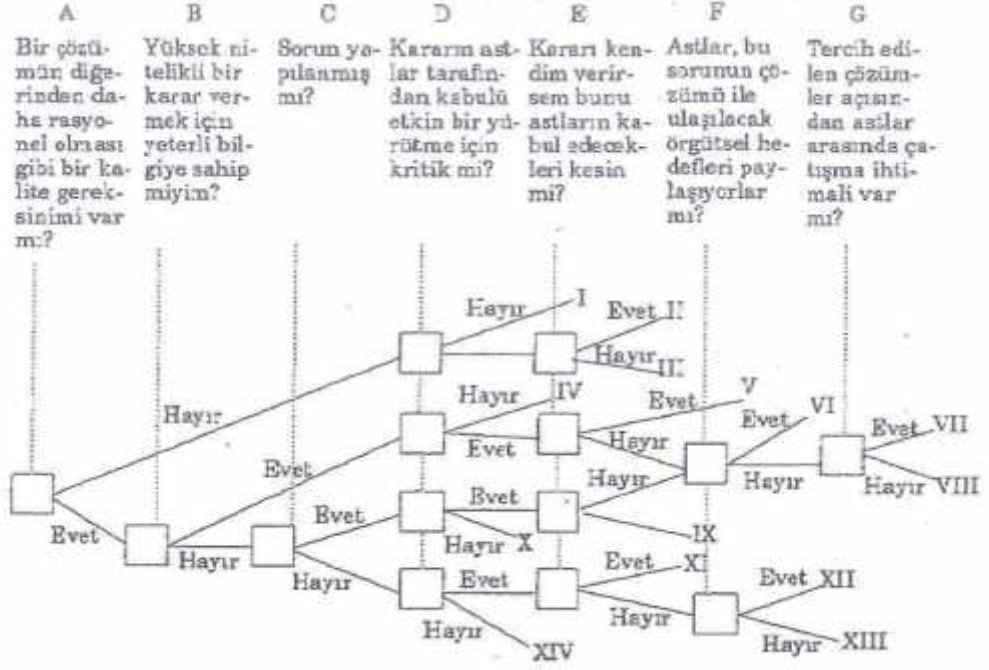 A
B
C
D
E
F
G
Bir çözü-
mün diğe-
rinden da-
ha rasyo-
nel olması
gibi bir ka-
lite gerek-
sinimi var
mı?
Yüksek ni-
telikli bir
karar ver-
mek için
yeterli bil-
giye sahip
miyim?
Sorun ya-
pılanmış
mı?
Kararın ast-
lar tarafın-
dan kabulü
etkin bir yü-
rütme için
kritik mi?
Kararı ken-
dim verir-
sem bunu
astların ka-
bul edecek-
leri kesin
mi?
Astlar, bu
sorunun çö-
zümü ile
ulaşılacak
örgütsel he-
defleri pay-
laşıyorlar
mı?
Tercih edi-
len çözüm-
ler açısın-
dan astlar
arasında ça-
tışma ihti-
mali var
mı?
Hayır
I
Evet II
Hayır III
Hayır
IV
Evet
V
Hayır
Evet
VI
Evet VII
Evet
Hayır
Evet
Hayır
Hayır
Hayır VIII
Evet
Evet
Evet
Hayır
Hayır X
IX
Hayır
Evet
Evet
XI
Evet XII
Hayır
Hayır
XIV
Hayır XIII